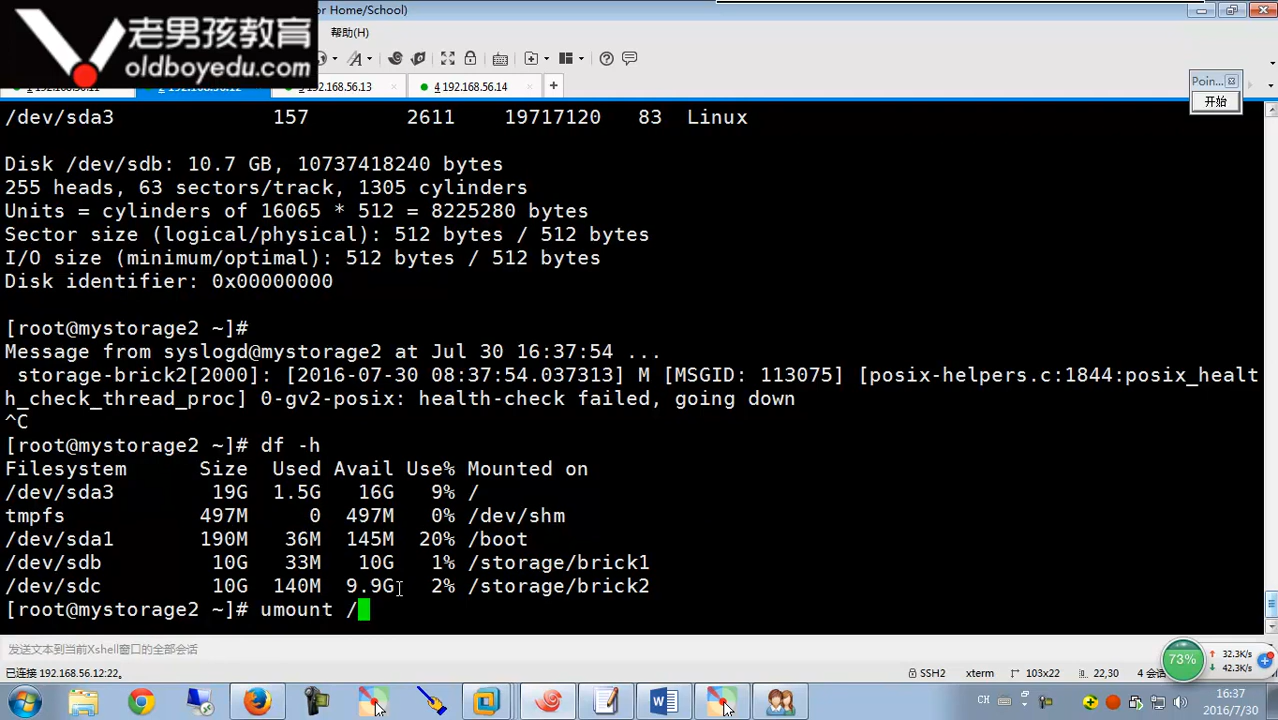 or Home/School)
老男孩教育
oldboyedu.com
帮助(H)
192.168.56.13
4 192.168.56.14
Poin...
开始
/dev/sda3 157 2611 19717120 83 Linux
Disk /dev/sdb: 10.7 GB, 10737418240 bytes
255 heads, 63 sectors/track, 1305 cylinders
Units = cylinders of 16065 * 512 = 8225280 bytes
Sector size (logical/physical): 512 bytes / 512 bytes
I/O size (minimum/optimal): 512 bytes / 512 bytes
Disk identifier: 0x00000000
[root@mystorage2 ~]#
Message from syslogd@mystorage2 at Jul 30 16:37:54 ...
storage-brick2[2000]: [2016-07-30 08:37:54.037313] M [MSGID: 113075] [posix-helpers.c:1844:posix_healt
h_check_thread_proc] 0-gv2-posix: health-check failed, going down
^C
[root@mystorage2 ~]# df -h
Filesystem Size Used Avail Use% Mounted on
/dev/sda3 19G 1.5G 16G 9% /
tmpfs 497M 0 497M 0% /dev/shm
/dev/sda1 190M 36M 145M 20% /boot
/dev/sdb 10G 33M 10G 1% /storage/brick1
/dev/sdc 10G 140M 9.9G 2% /storage/brick2
[root@mystorage2 ~]# umount /
发送文本到当前Xshell窗口的全部会话
已连接 192.168.56.12:22。
SSH2 xterm 103x22 22,30 4 会
73%
32.3K/s
42.3K/s
CH
16:37
2016/7/30